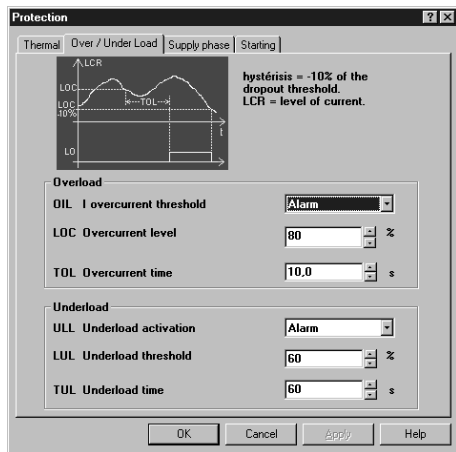 Protection
Thermal Over / Under Load Supply phase Starting
LCR
LOC
TOL
LOC
-10%
t
LO
hystérisis = -10% of the
dropout threshold.
LCR = level of current.
Overload
OIL I overcurrent threshold Alarm
LOC Overcurrent level 80 %
TOL Overcurrent time 10,0 s
Underload
ULL Underload activation Alarm
LUL Underload threshold 60 %
TUL Underload time 60 s
OK Cancel Apply Help